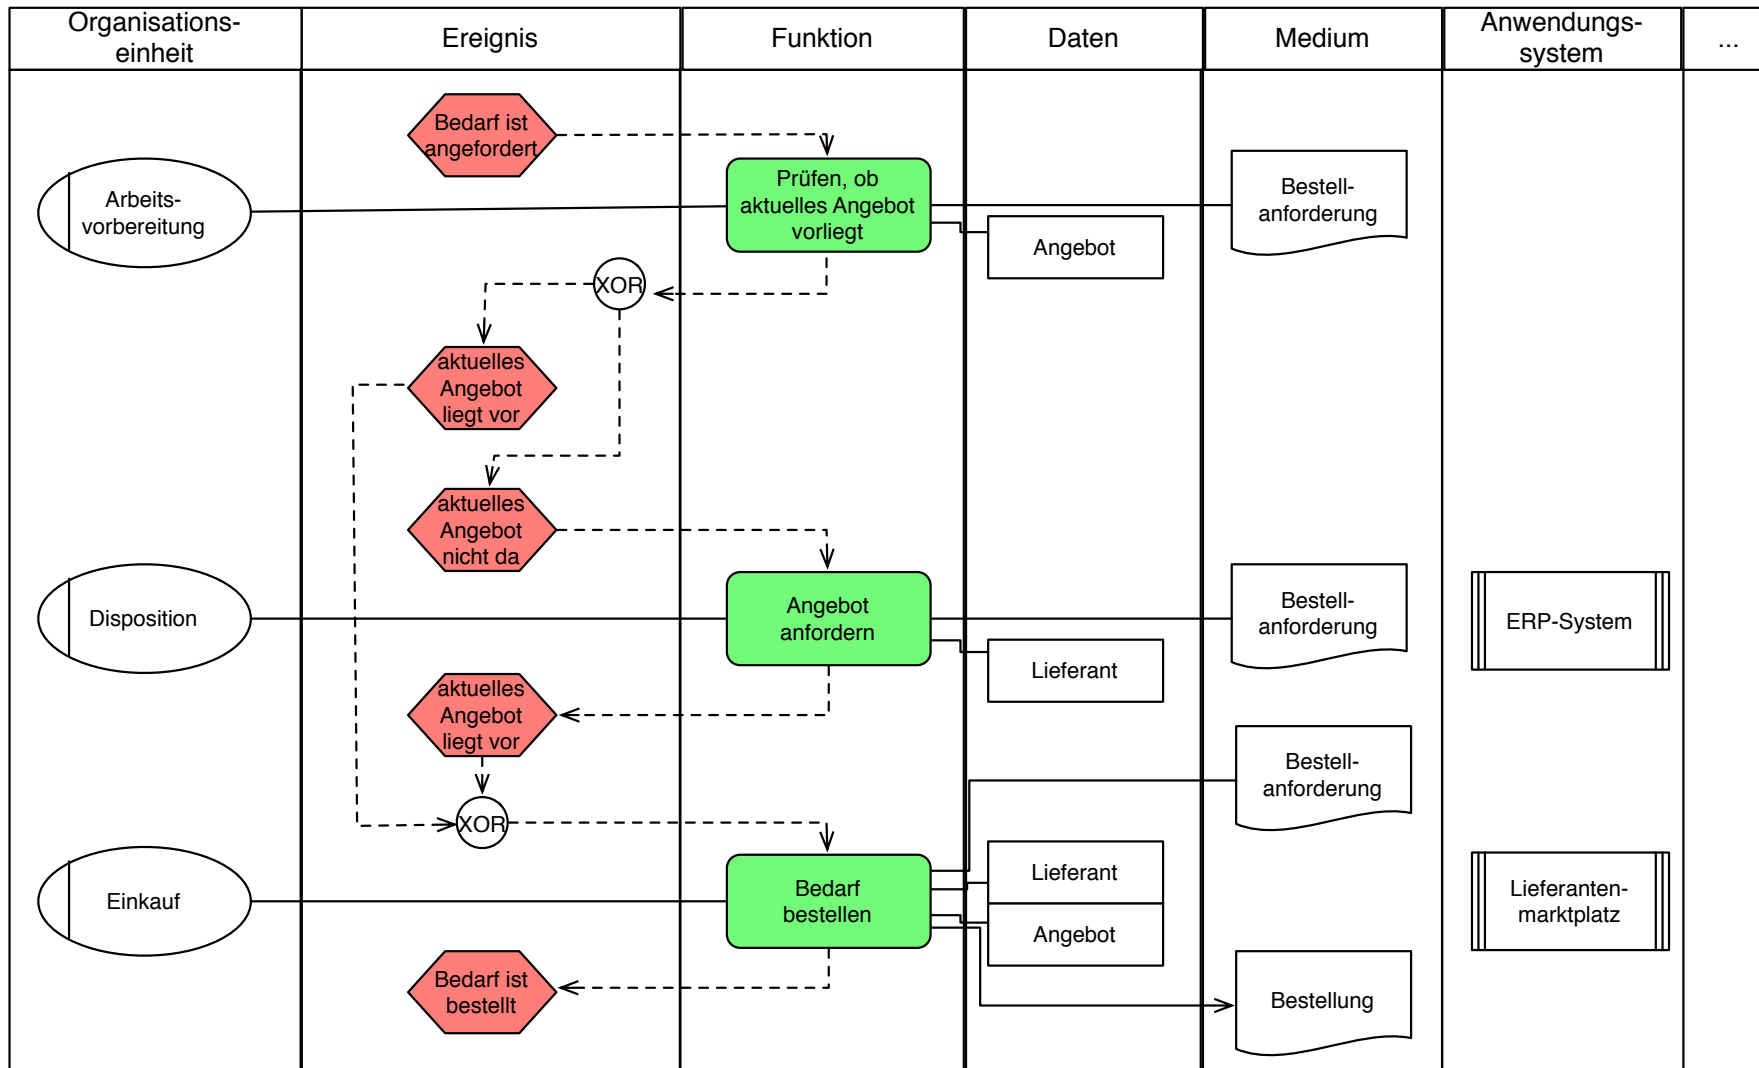 Organisations-
einheit
Ereignis
Funktion
Daten
Medium
Anwendungs-
system
...
Bedarf ist
angefordert
Arbeits-
vorbereitung
Prüfen, ob
aktuelles Angebot
vorliegt
Bestell-
anforderung
Angebot
XOR
aktuelles
Angebot
liegt vor
aktuelles
Angebot
nicht da
Disposition
Angebot
anfordern
Bestell-
anforderung
ERP-System
Lieferant
aktuelles
Angebot
liegt vor
Bestell-
anforderung
XOR
Einkauf
Bedarf
bestellen
Lieferant
Angebot
Lieferanten-
marktplatz
Bedarf ist
bestellt
Bestellung